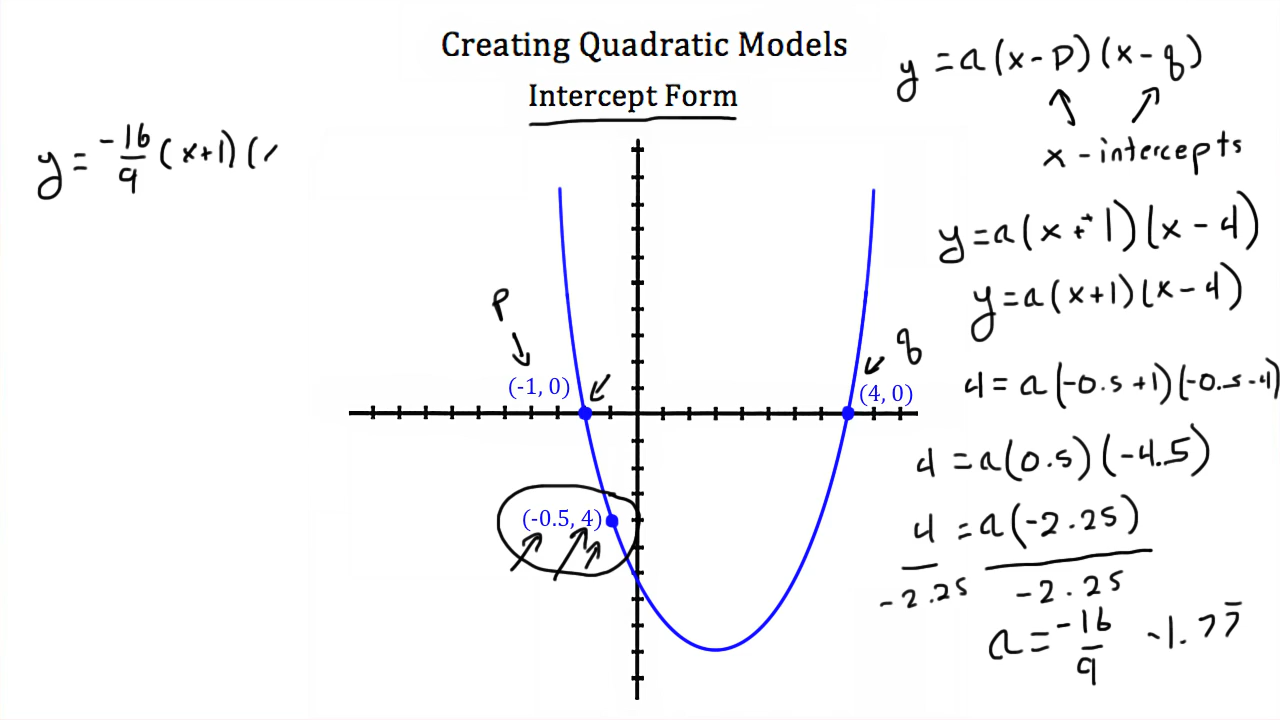 Creating Quadratic Models
Intercept Form
y = -16/9 (x+1) (
y = a(x-p)(x-q)
x - intercepts
y = a(x + 1)(x - 4)
y = a(x+1)(x-4)
4 = a(-0.5+1)(-0.5-4)
4 = a(0.5)(-4.5)
4 = a(-2.25)
-2.25 -2.25
a = -16/9 -1.77̅
p
q
(-1, 0)
(4, 0)
(-0.5, 4)